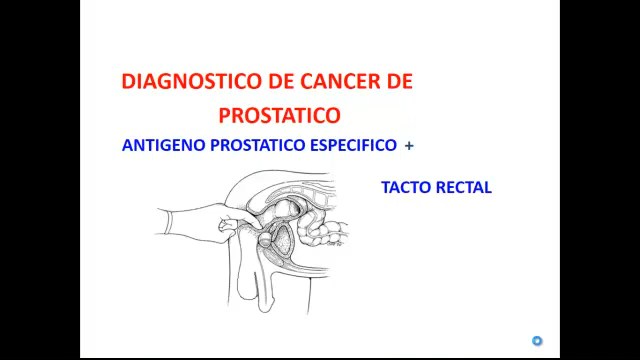 DIAGNOSTICO DE CANCER DE
PROSTATICO
ANTIGENO PROSTATICO ESPECIFICO +
TACTO RECTAL